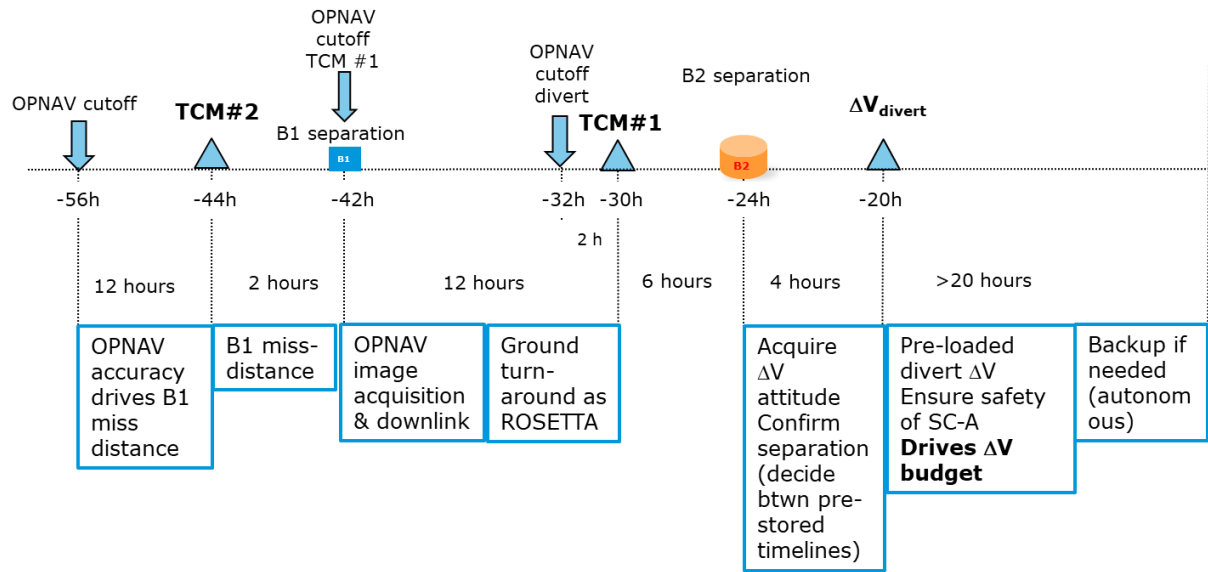 OPNAV cutoff
TCM#2
OPNAV
cutoff
TCM #1
B1 separation
B1
OPNAV
cutoff
divert
TCM#1
B2 separation
B2
ΔVdivert
-56h
-44h
-42h
-32h
-30h
-24h
-20h
2 h
12 hours
2 hours
12 hours
6 hours
4 hours
>20 hours
OPNAV
accuracy
drives B1
miss
distance
B1 miss-
distance
OPNAV
image
acquisition
& downlink
Ground
turn-
around as
ROSETTA
Acquire
ΔV
attitude
Confirm
separation
(decide
btwn pre-
stored
timelines)
Pre-loaded
divert ΔV
Ensure safety
of SC-A
Drives ΔV
budget
Backup if
needed
(autonom
ous)